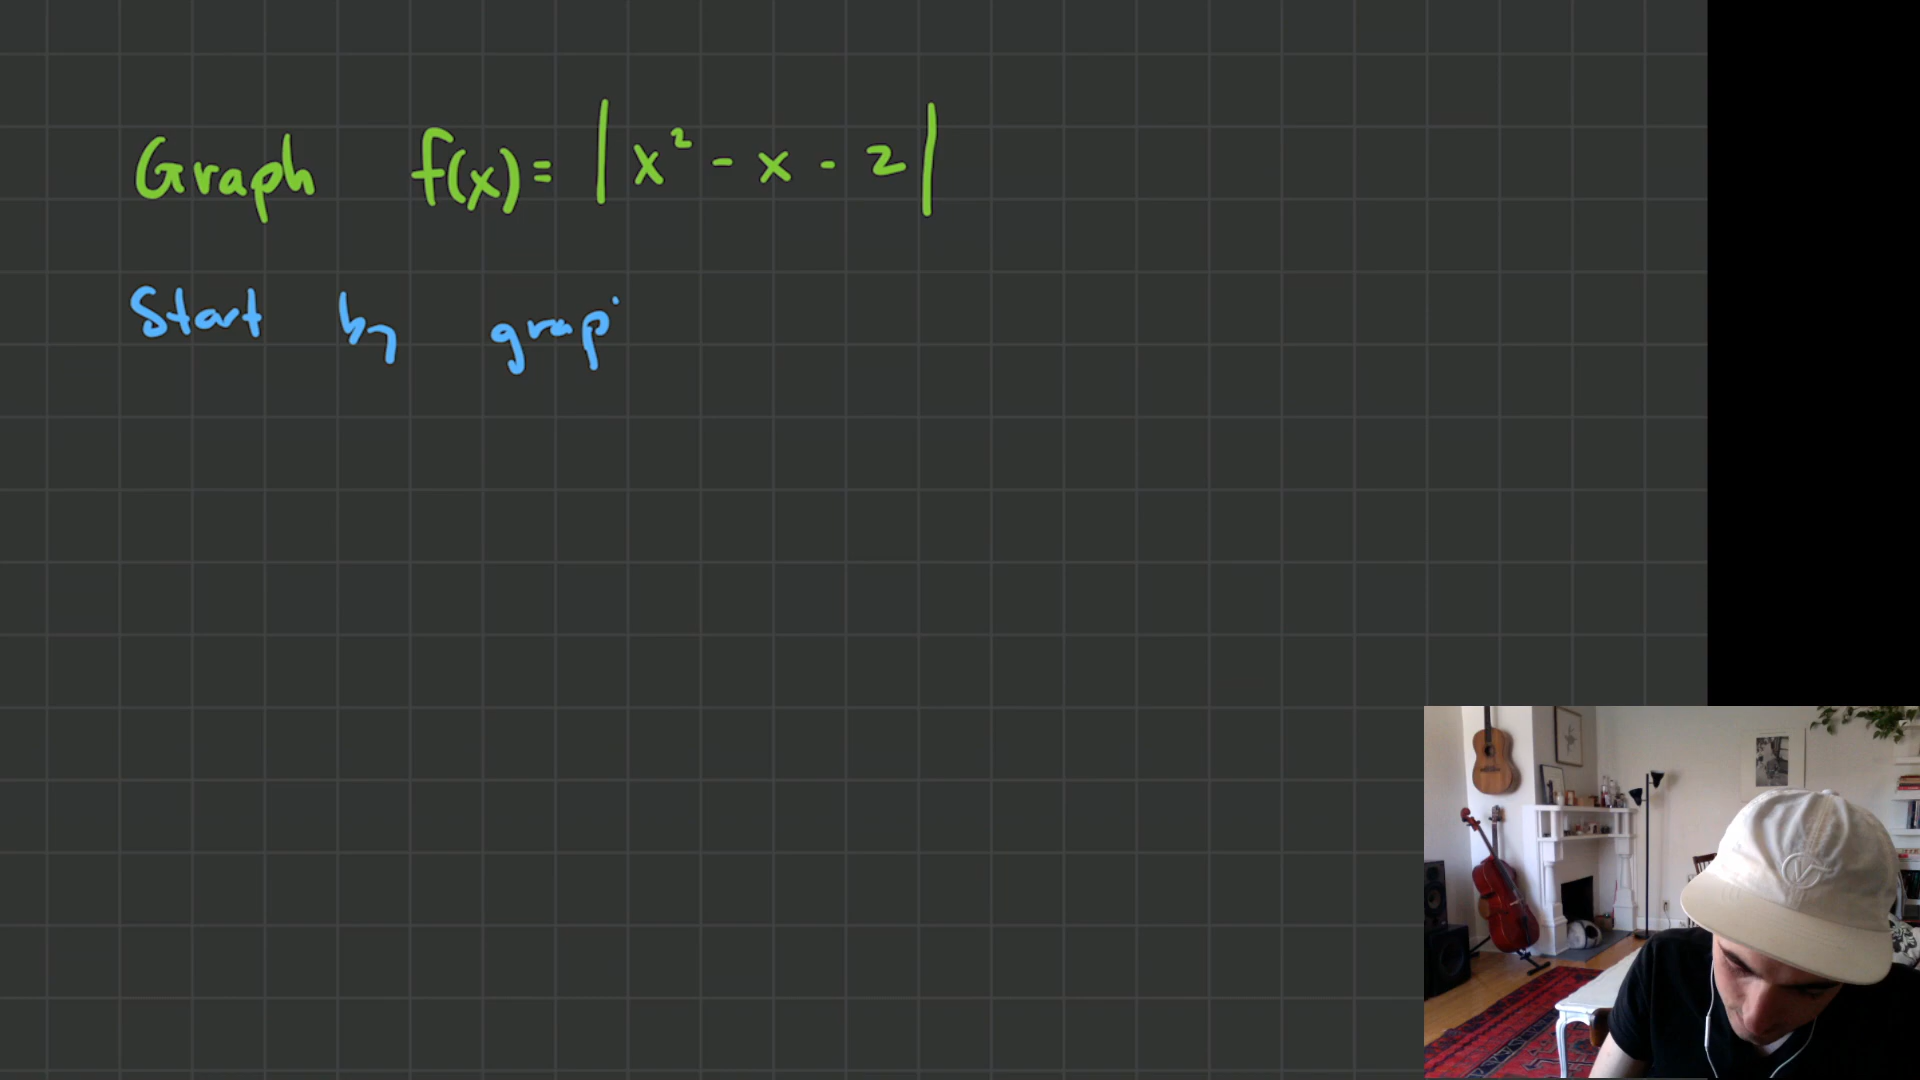 Graph f(x) = |x² - x - 2|
Start by grap